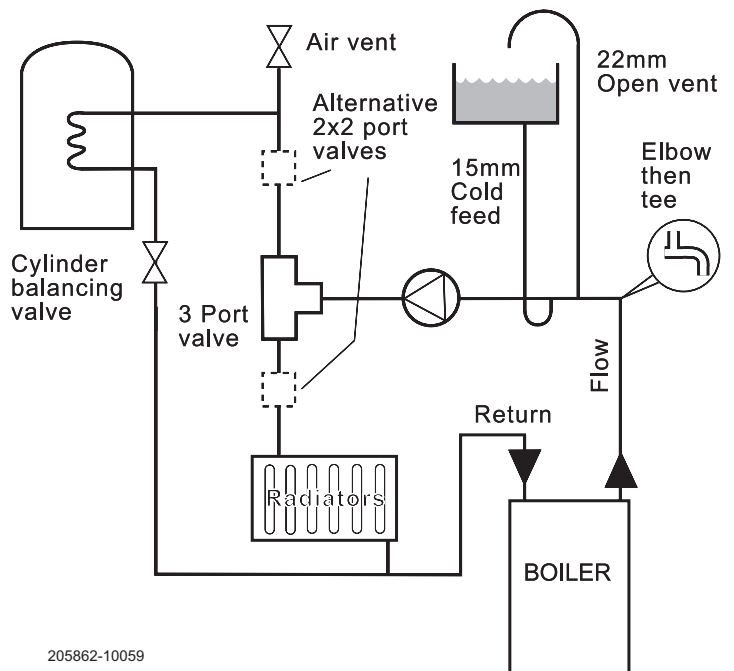 Air vent
22mm
Open vent
Alternative
2x2 port
valves
15mm
Cold
feed
Elbow
then
tee
Cylinder
balancing
valve
3 Port
valve
Flow
Return
Radiators
BOILER
205862-10059